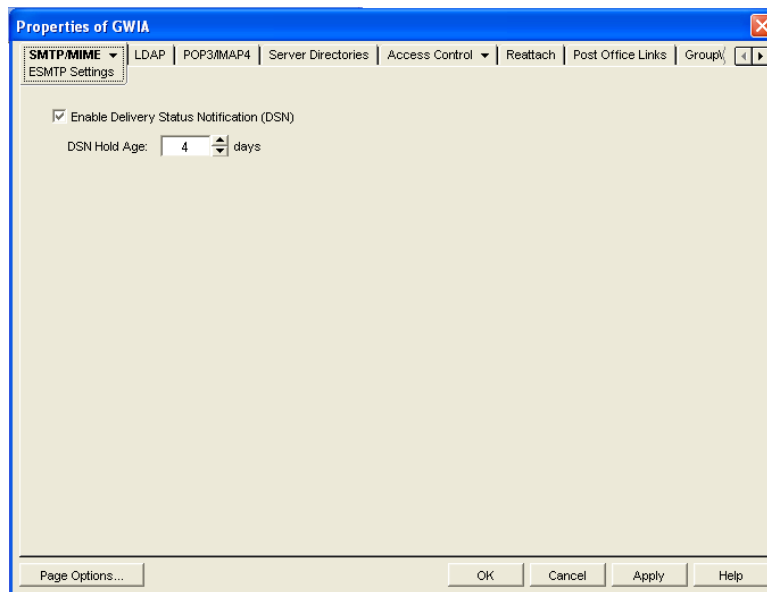 Properties of GWIA
SMTP/MIME LDAP POP3/IMAP4 Server Directories Access Control Reattach Post Office Links GroupW
ESMTP Settings
Enable Delivery Status Notification (DSN)
DSN Hold Age: 4 days
Page Options... OK Cancel Apply Help